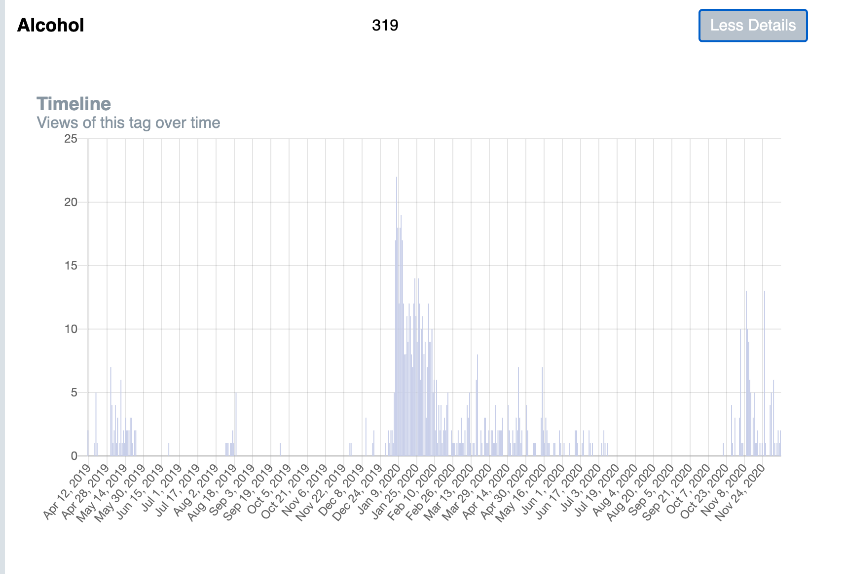 Alcohol 319 Less Details
Timeline
Views of this tag over time
25
20
15
10
5
0
Apr 12, 2019
Apr 28, 2019
May 14, 2019
May 30, 2019
Jun 15, 2019
Jul 1, 2019
Jul 17, 2019
Aug 2, 2019
Aug 18, 2019
Sep 3, 2019
Sep 19, 2019
Oct 5, 2019
Oct 21, 2019
Nov 6, 2019
Nov 22, 2019
Dec 8, 2019
Dec 24, 2019
Jan 9, 2020
Jan 25, 2020
Feb 10, 2020
Feb 26, 2020
Mar 13, 2020
Mar 29, 2020
Apr 14, 2020
Apr 30, 2020
May 16, 2020
Jun 1, 2020
Jun 17, 2020
Jul 3, 2020
Jul 19, 2020
Aug 4, 2020
Aug 20, 2020
Sep 5, 2020
Sep 21, 2020
Oct 7, 2020
Oct 23, 2020
Nov 8, 2020
Nov 24, 2020